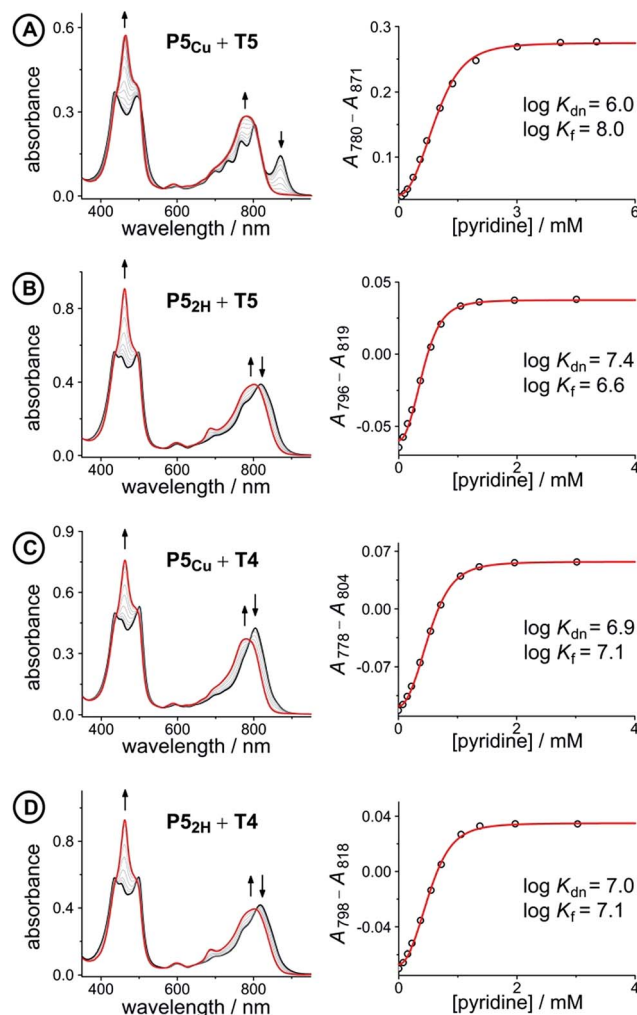 A
P5Cu + T5
absorbance
0.6
0.3
0.0
400 600 800
wavelength / nm
A780 – A871
0.3
0.2
0.1
log Kdn = 6.0
log Kf = 8.0
0 3 6
[pyridine] / mM
B
P52H + T5
absorbance
0.8
0.4
0.0
400 600 800
wavelength / nm
A796 – A819
0.05
0.00
-0.05
log Kdn = 7.4
log Kf = 6.6
0 2 4
[pyridine] / mM
C
P5Cu + T4
absorbance
0.9
0.6
0.3
0.0
400 600 800
wavelength / nm
A778 – A804
0.07
0.00
-0.07
log Kdn = 6.9
log Kf = 7.1
0 2 4
[pyridine] / mM
D
P52H + T4
absorbance
0.8
0.4
0.0
400 600 800
wavelength / nm
A798 – A818
0.04
0.00
-0.04
log Kdn = 7.0
log Kf = 7.1
0 2 4
[pyridine] / mM